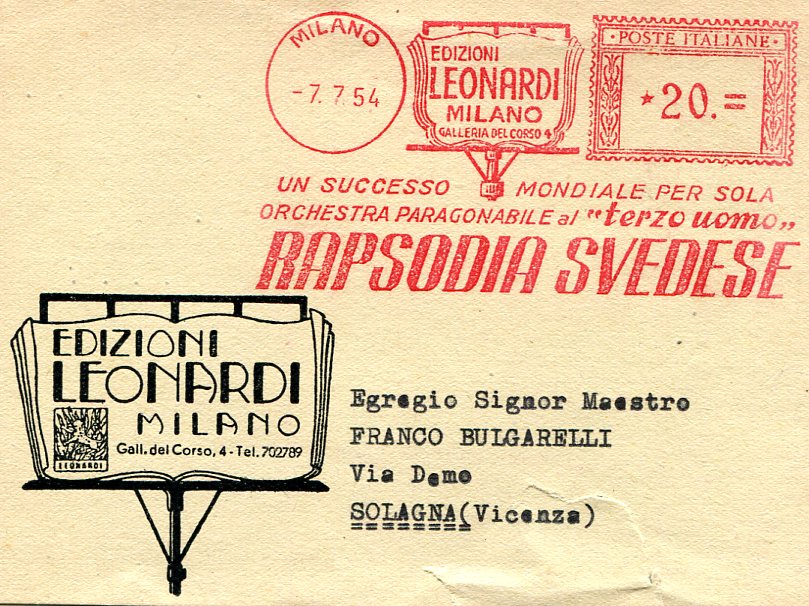 MILANO
-7. 7. 54
EDIZIONI
LEONARDI
MILANO
GALLERIA DEL CORSO 4
· POSTE ITALIANE ·
* 20. =
UN SUCCESSO MONDIALE PER SOLA
ORCHESTRA PARAGONABILE al "terzo uomo„
RAPSODIA SVEDESE
EDIZIONI
LEONARDI
MILANO
LEONARDI
Gall. del Corso, 4 - Tel. 702789
Egregio Signor Maestro
FRANCO BULGARELLI
Via Demo
SOLAGNA(Vicenza)